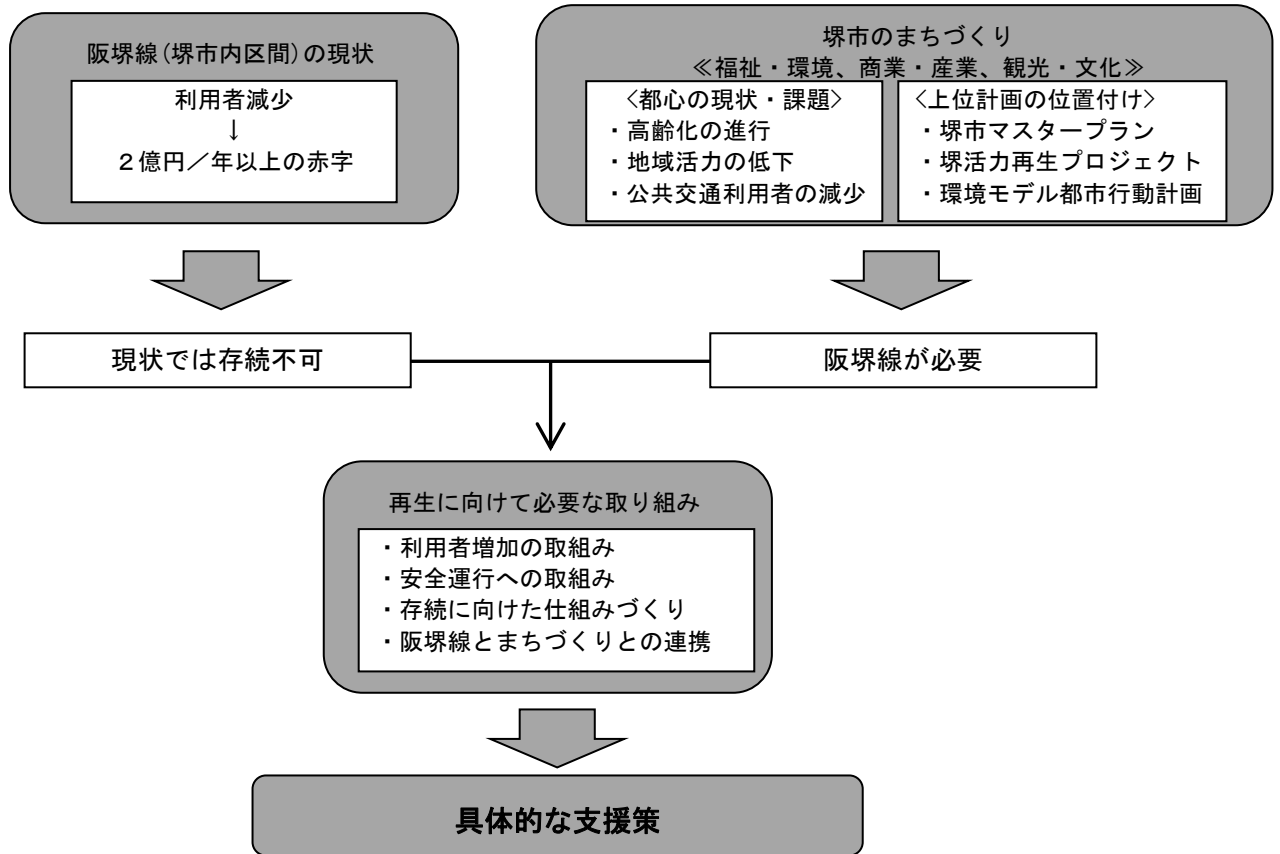 阪堺線(堺市内区間)の現状
利用者減少
↓
２億円／年以上の赤字
堺市のまちづくり
≪福祉・環境、商業・産業、観光・文化≫
〈都心の現状・課題〉
・高齢化の進行
・地域活力の低下
・公共交通利用者の減少
〈上位計画の位置付け〉
・堺市マスタープラン
・堺活力再生プロジェクト
・環境モデル都市行動計画
現状では存続不可
阪堺線が必要
再生に向けて必要な取り組み
・利用者増加の取組み
・安全運行への取組み
・存続に向けた仕組みづくり
・阪堺線とまちづくりとの連携
具体的な支援策